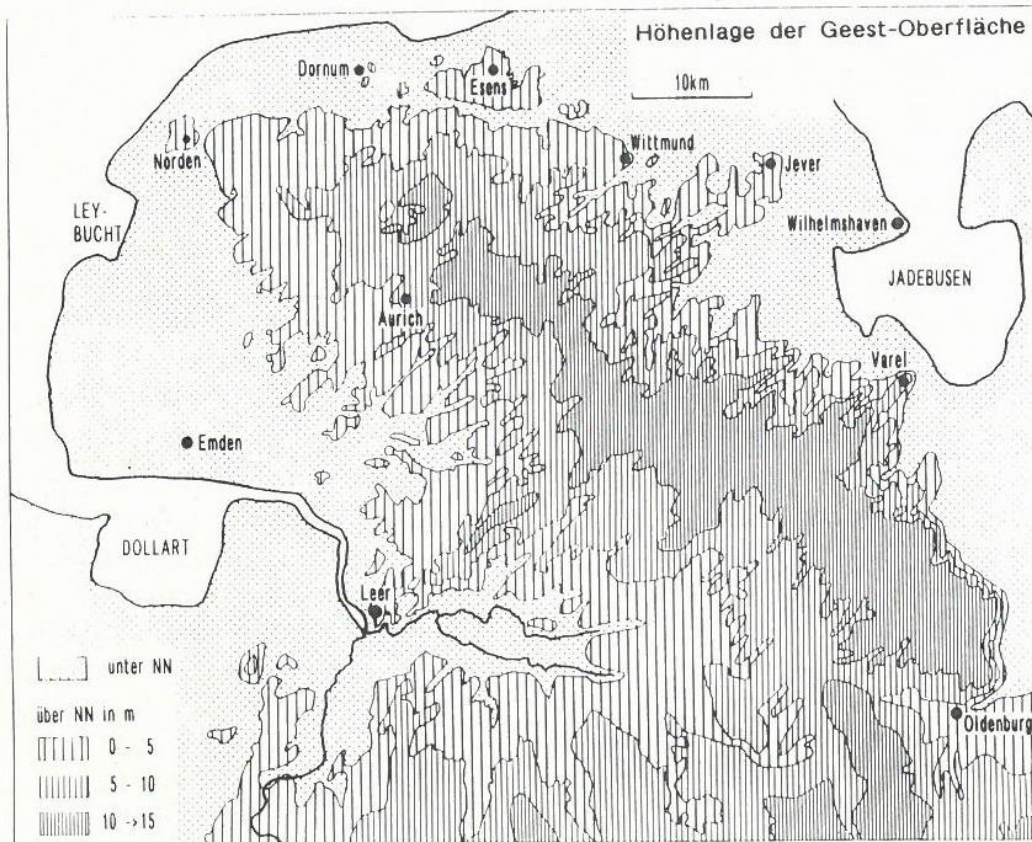 Höhenlage der Geest-Oberfläche
10km
Dornum
Esens
Norden
Wittmund
Jever
LEY-
BUCHT
Wilhelmshaven
JADEBUSEN
Aurich
Varel
Emden
DOLLART
Leer
unter NN
über NN in m
0 - 5
5 - 10
10 ->15
Oldenburg